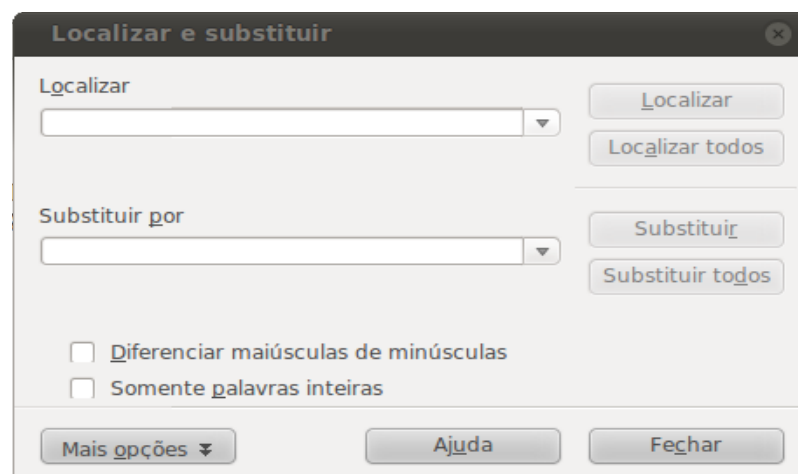 Localizar e substituir
Localizar
Localizar
Localizar todos
Substituir por
Substituir
Substituir todos
Diferenciar maiúsculas de minúsculas
Somente palavras inteiras
Mais opções
Ajuda
Fechar